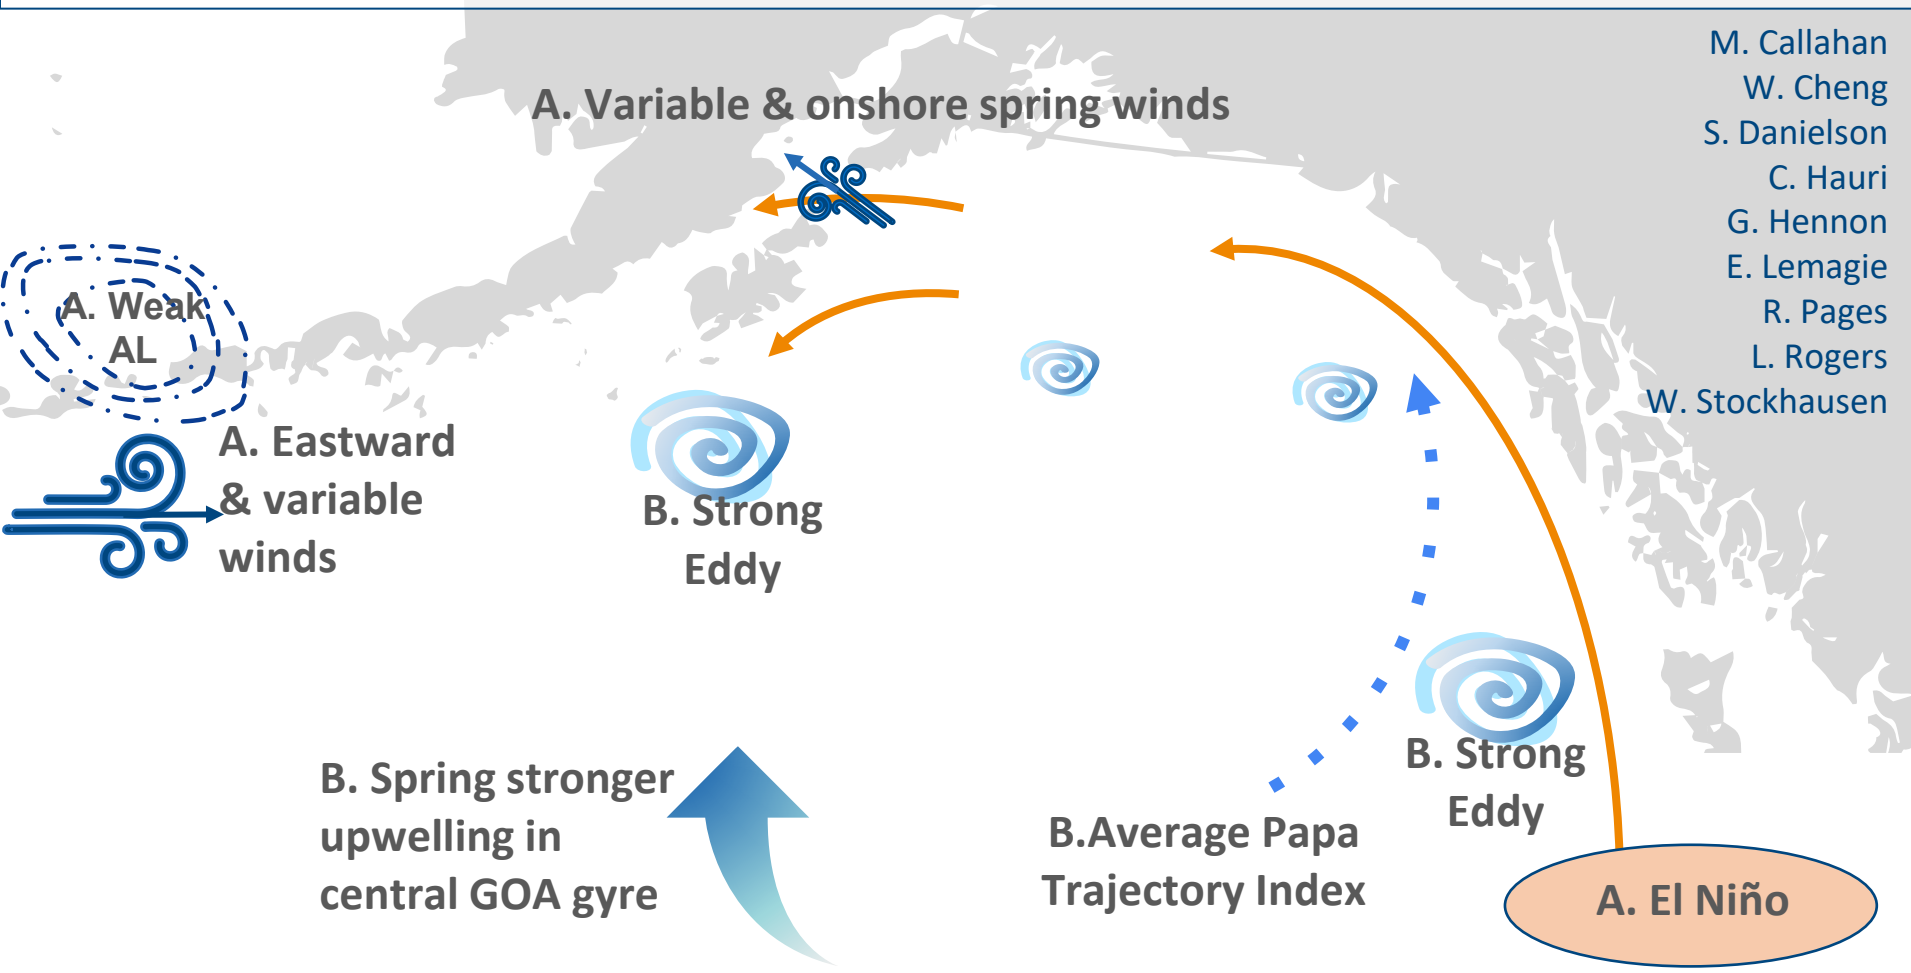 M. Callahan
W. Cheng
S. Danielson
C. Hauri
G. Hennon
E. Lemagie
R. Pages
L. Rogers
W. Stockhausen
A. Variable & onshore spring winds
A. Weak
AL
A. Eastward
& variable
winds
B. Strong
Eddy
B. Strong
Eddy
B. Spring stronger
upwelling in
central GOA gyre
B.Average Papa
Trajectory Index
A. El Niño